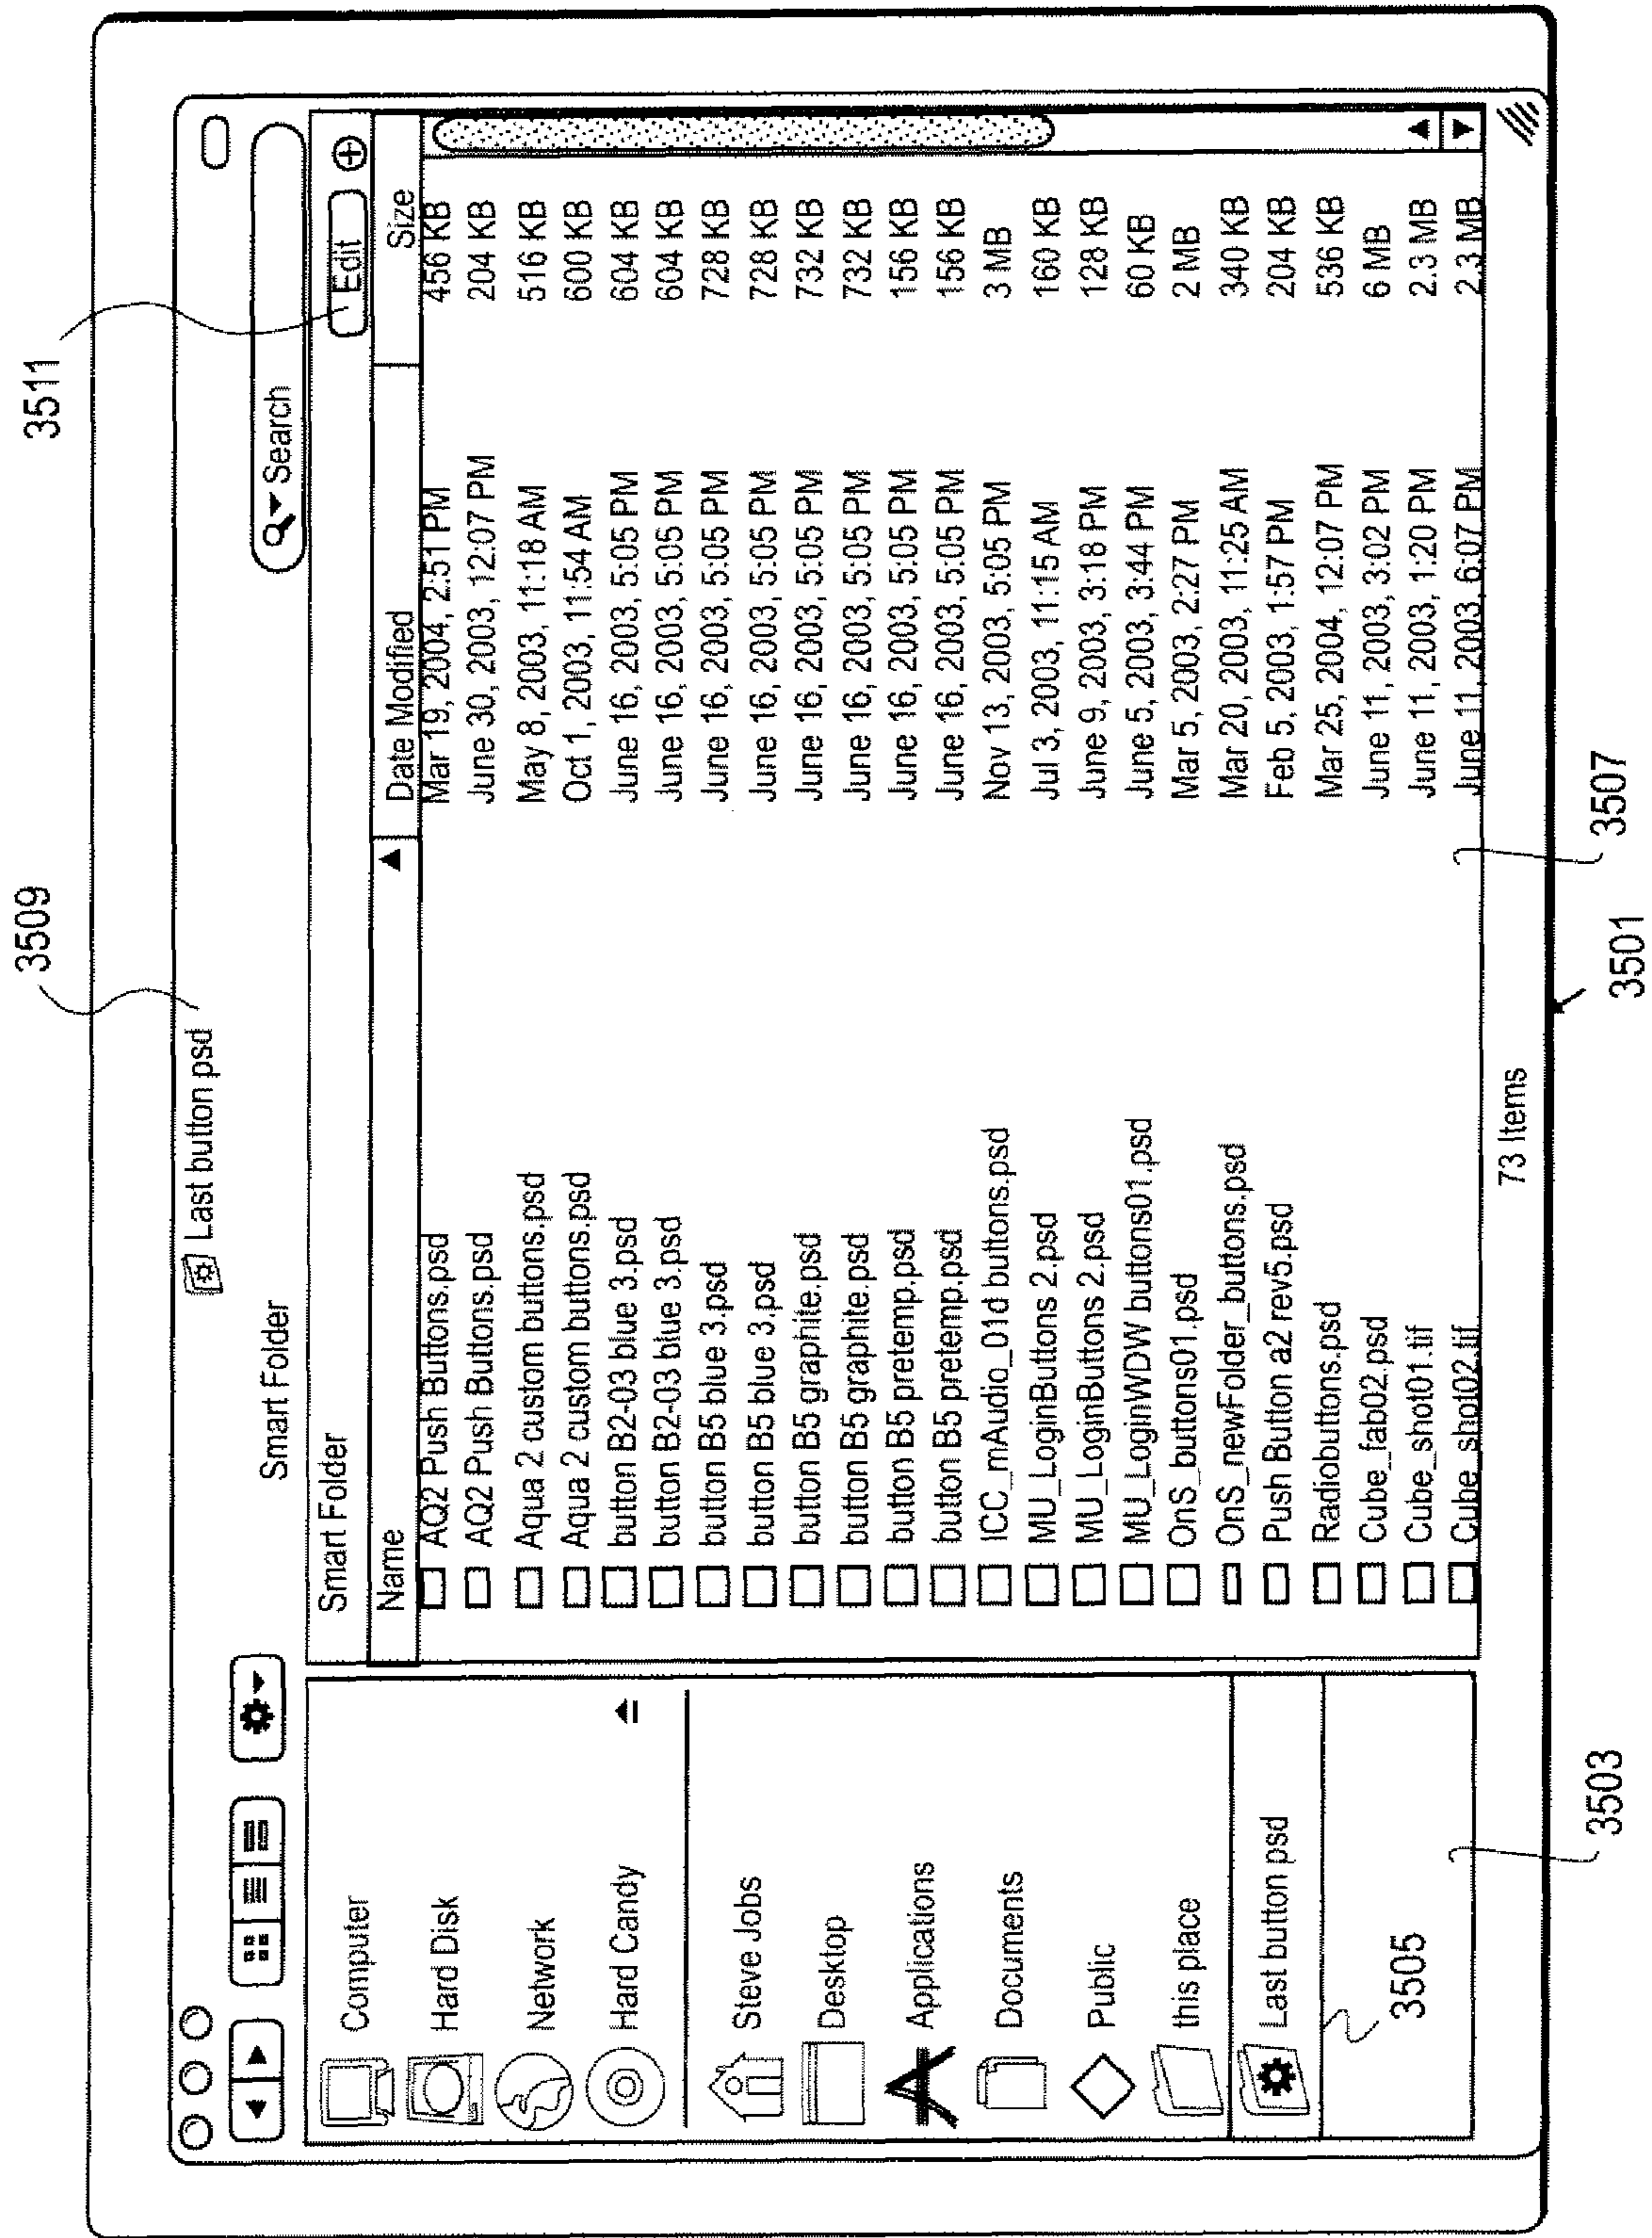 3509
3511
Last button psd
Smart Folder
Search
Smart Folder
Edit
Name
Date Modified
Size
Computer
Hard Disk
Network
Hard Candy
Steve Jobs
Desktop
Applications
Documents
Public
this place
Last button psd
AQ2 Push Buttons.psd Mar 19, 2004, 2:51 PM 456 KB
AQ2 Push Buttons.psd June 30, 2003, 12:07 PM 204 KB
Aqua 2 custom buttons.psd May 8, 2003, 11:18 AM 516 KB
Aqua 2 custom buttons.psd Oct 1, 2003, 11:54 AM 600 KB
button B2-03 blue 3.psd June 16, 2003, 5:05 PM 604 KB
button B2-03 blue 3.psd June 16, 2003, 5:05 PM 604 KB
button B5 blue 3.psd June 16, 2003, 5:05 PM 728 KB
button B5 blue 3.psd June 16, 2003, 5:05 PM 728 KB
button B5 graphite.psd June 16, 2003, 5:05 PM 732 KB
button B5 graphite.psd June 16, 2003, 5:05 PM 732 KB
button B5 pretemp.psd June 16, 2003, 5:05 PM 156 KB
button B5 pretemp.psd June 16, 2003, 5:05 PM 156 KB
ICC_mAudio_01d buttons.psd Nov 13, 2003, 5:05 PM 3 MB
MU_LoginButtons 2.psd Jul 3, 2003, 11:15 AM 160 KB
MU_LoginButtons 2.psd June 9, 2003, 3:18 PM 128 KB
MU_LoginWDW buttons01.psd June 5, 2003, 3:44 PM 60 KB
OnS_buttons01.psd Mar 5, 2003, 2:27 PM 2 MB
OnS_newFolder_buttons.psd Mar 20, 2003, 11:25 AM 340 KB
Push Button a2 rev5.psd Feb 5, 2003, 1:57 PM 204 KB
Radiobuttons.psd Mar 25, 2004, 12:07 PM 536 KB
Cube_fab02.psd June 11, 2003, 3:02 PM 6 MB
Cube_shot01.tif June 11, 2003, 1:20 PM 2.3 MB
Cube_shot02.tif June 11, 2003, 6:07 PM 2.3 MB
73 Items
3505
3503
3501
3507